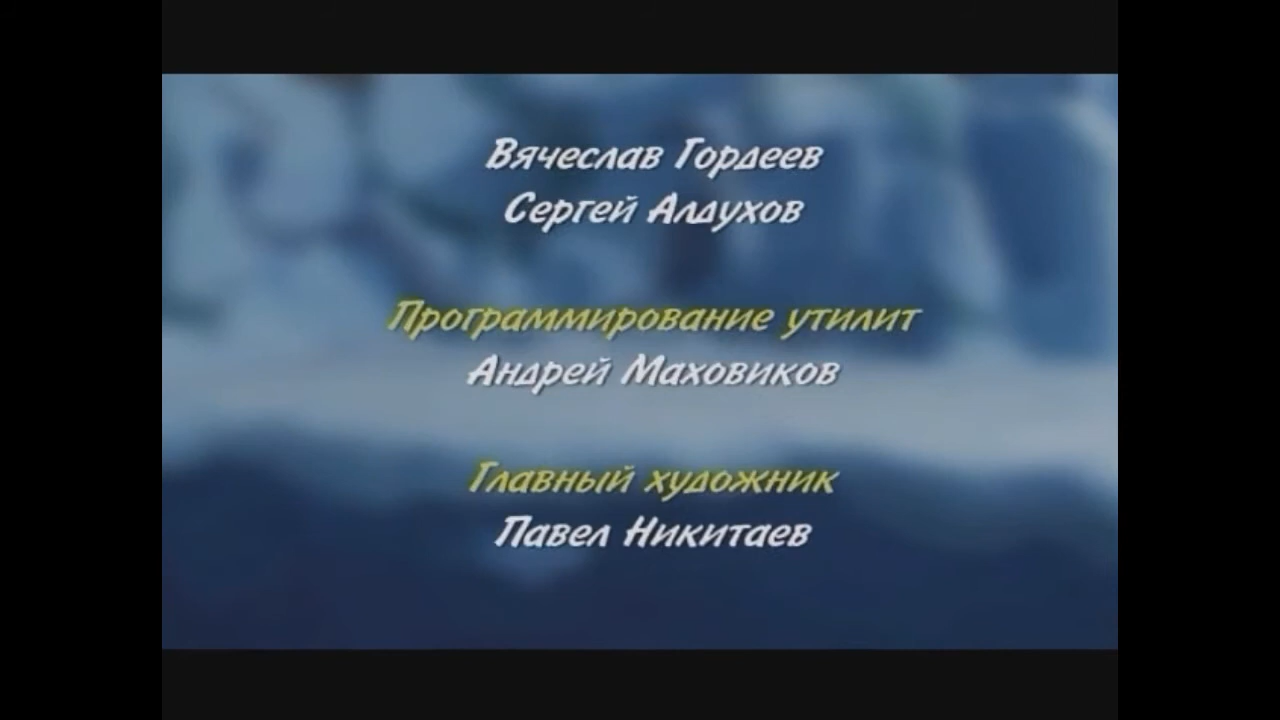 Вячеслав Гордеев
Сергей Алдухов
Программирование утилит
Андрей Маховиков
Главный художник
Павел Никитаев